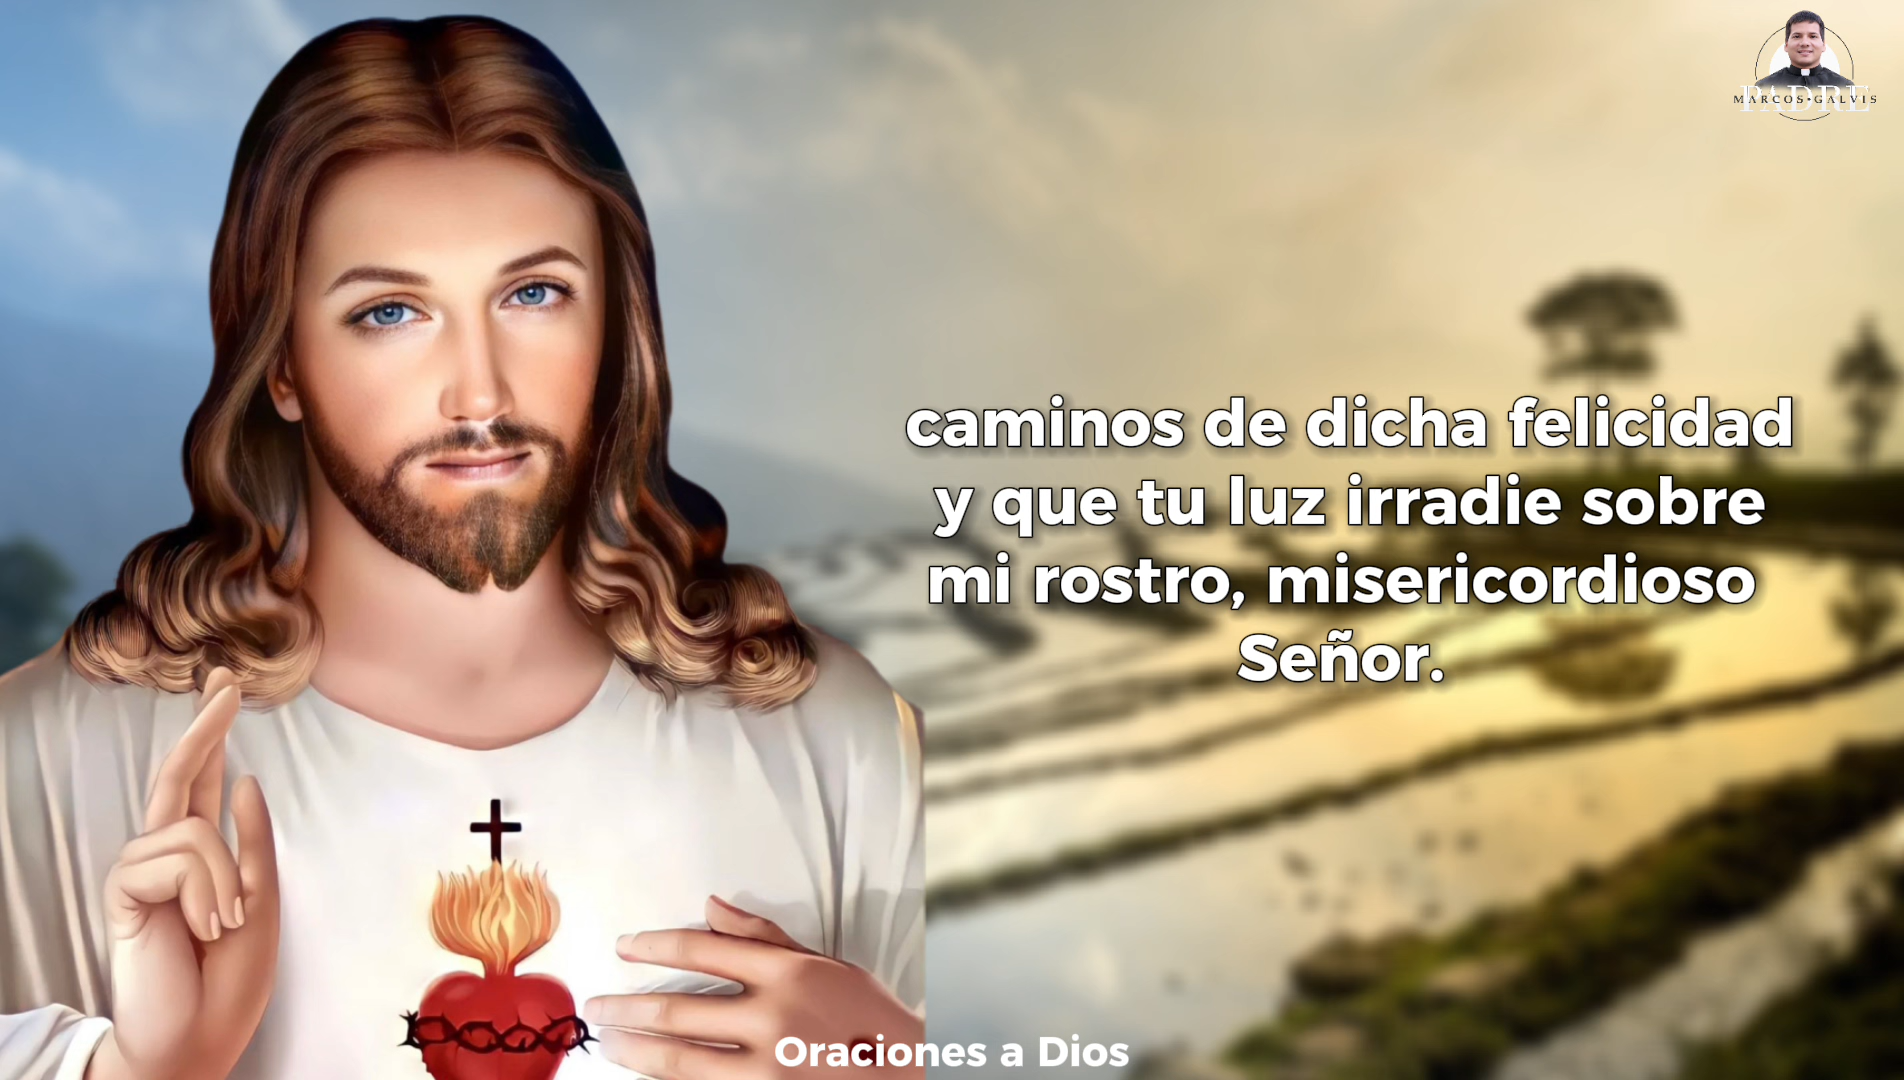 PADRE
MARCOS•GALVIS
caminos de dicha felicidad
y que tu luz irradie sobre
mi rostro, misericordioso
Señor.
Oraciones a Dios